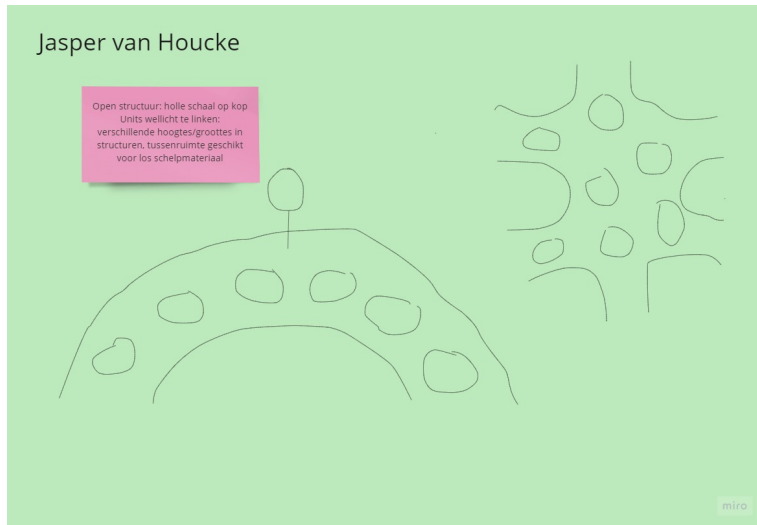 Jasper van Houcke
Open structuur: holle schaal op kop
Units wellicht te linken:
verschillende hoogtes/groottes in
structuren, tussenruimte geschikt
voor los schelpmateriaal
miro